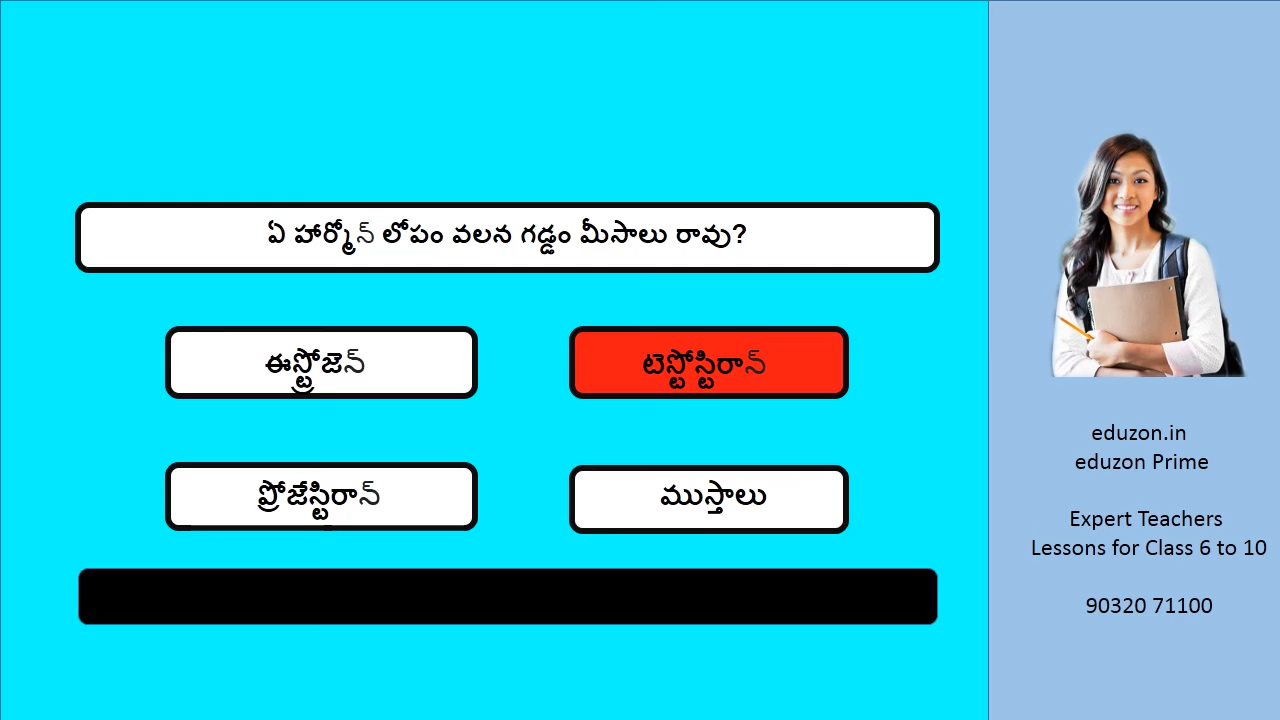 ఏ హార్మోన్ లోపం వలన గడ్డం మీసాలు రావు?
ఈస్ట్రోజెన్
టెస్టోస్టిరాన్
ప్రోజేస్టిరాన్
ముస్తాలు
eduzon.in
eduzon Prime
Expert Teachers
Lessons for Class 6 to 10
90320 71100